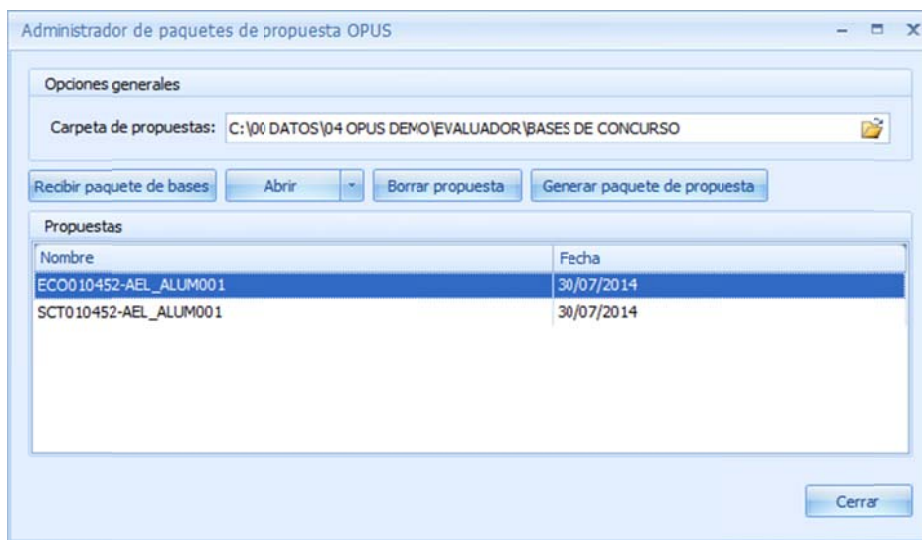 Administrador de paquetes de propuesta OPUS
Opciones generales
Carpeta de propuestas: C:\00 DATOS\04 OPUS DEMO\EVALUADOR\BASES DE CONCURSO
Recibir paquete de bases Abrir Borrar propuesta Generar paquete de propuesta
Propuestas
Nombre Fecha
ECO010452-AEL_ALUM001 30/07/2014
SCT010452-AEL_ALUM001 30/07/2014
Cerrar